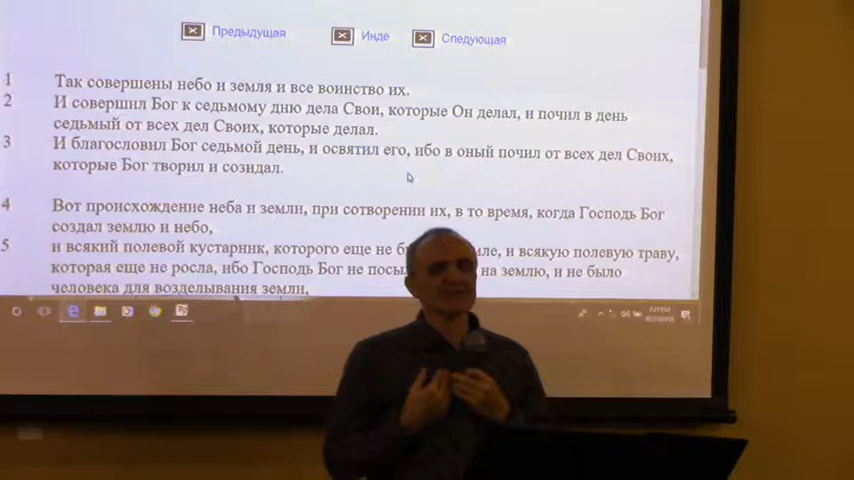 Предыдущая Инде Следующая
1 Так совершены небо и земля и все воинство их.
2 И совершил Бог к седьмому дню дела Свои, которые Он делал, и почил в день
седьмый от всех дел Своих, которые делал.
3 И благословил Бог седьмой день, и освятил его, ибо в оный почил от всех дел Своих,
которые Бог творил и созидал.
4 Вот происхождение неба и земли, при сотворении их, в то время, когда Господь Бог
создал землю и небо,
5 и всякий полевой кустарник, которого еще не и всякую полевую траву,
которая еще не росла, ибо Господь Бог не на землю, и не было
человека для возделывания земли.